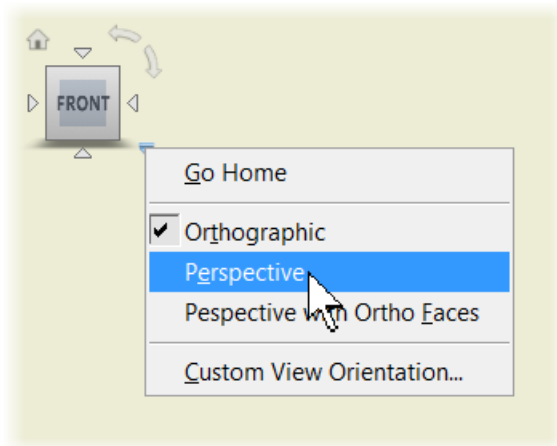 FRONT
Go Home
Orthographic
Perspective
Pespective with Ortho Faces
Custom View Orientation...